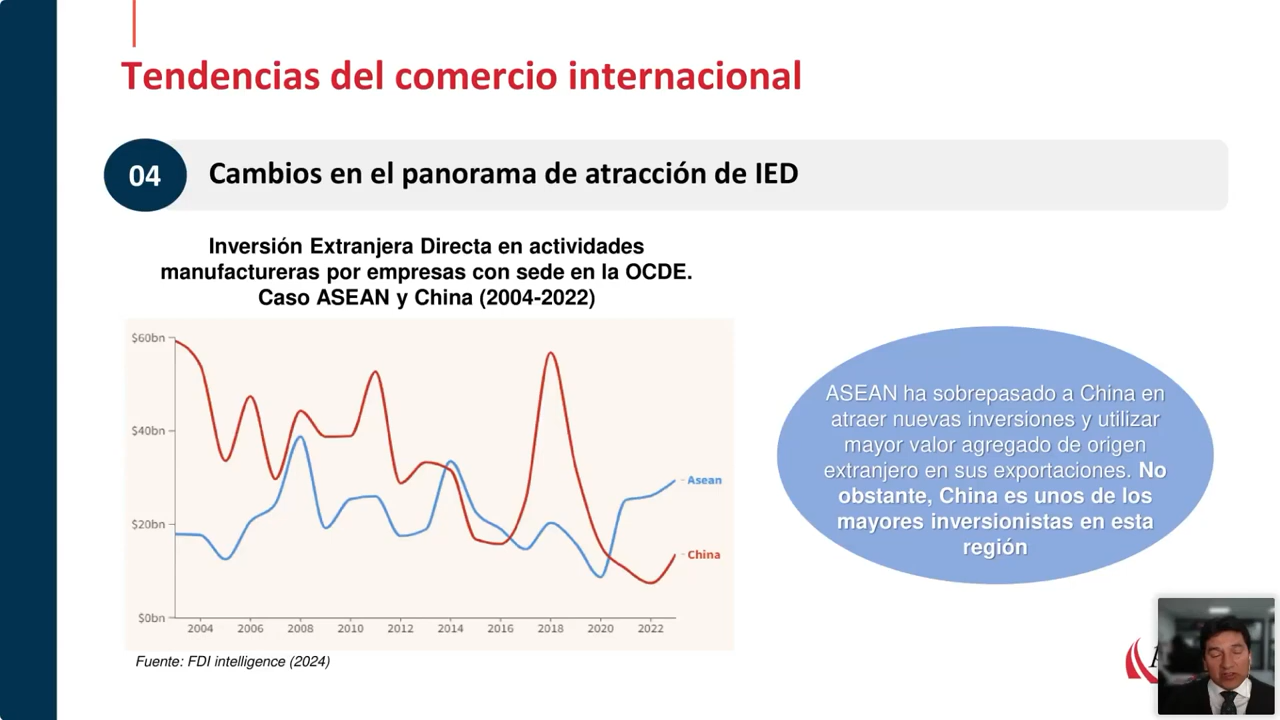 Tendencias del comercio internacional
04
Cambios en el panorama de atracción de IED
Inversión Extranjera Directa en actividades
manufactureras por empresas con sede en la OCDE.
Caso ASEAN y China (2004-2022)
$60bn
$40bn
$20bn
$0bn
2004 2006 2008 2010 2012 2014 2016 2018 2020 2022
Asean
China
Fuente: FDI intelligence (2024)
ASEAN ha sobrepasado a China en
atraer nuevas inversiones y utilizar
mayor valor agregado de origen
extranjero en sus exportaciones. No
obstante, China es unos de los
mayores inversionistas en esta
región